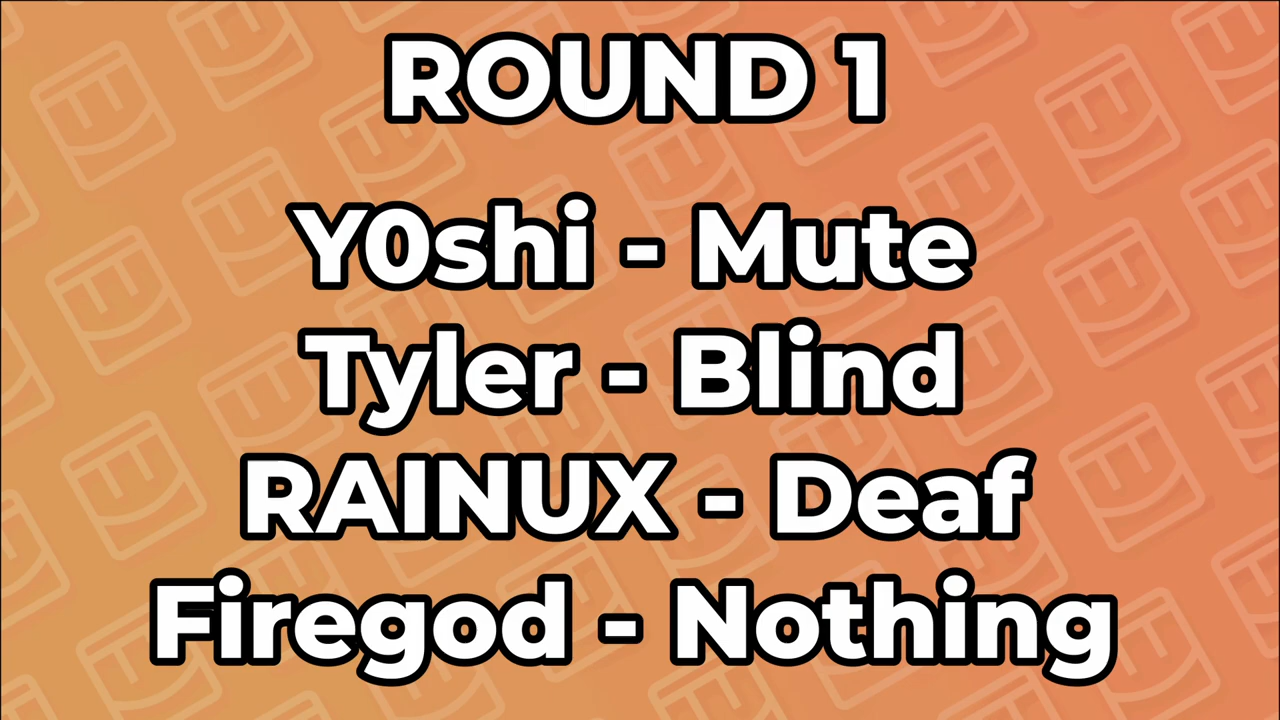 ROUND 1
Y0shi - Mute
Tyler - Blind
RAINUX - Deaf
Firegod - Nothing